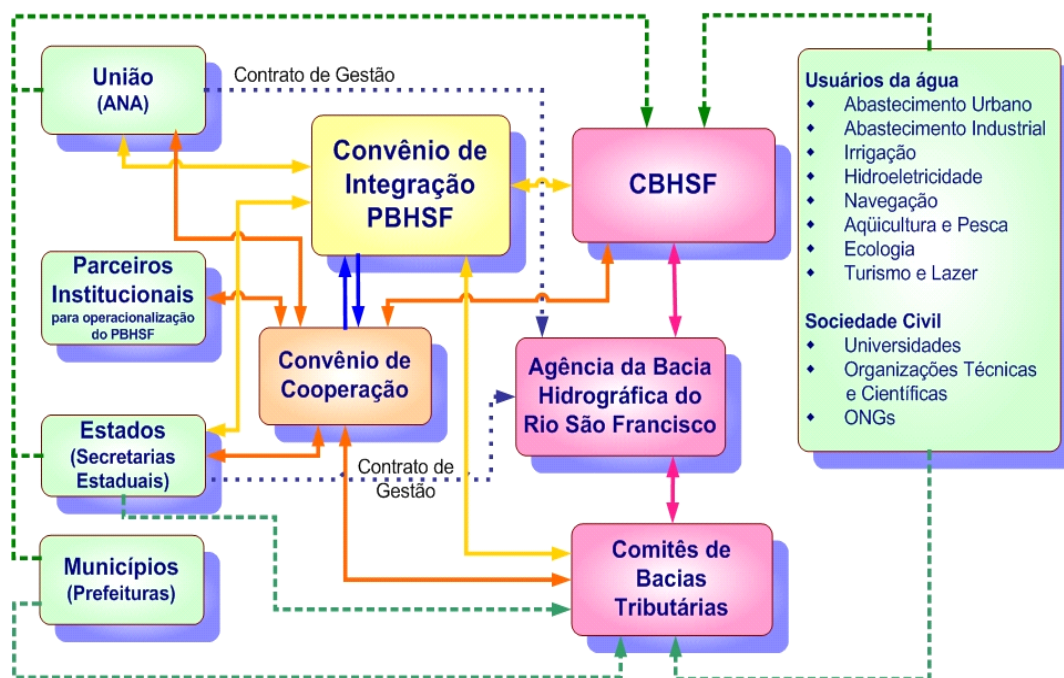 União
(ANA)
Contrato de Gestão
Convênio de
Integração
PBHSF
CBHSF
Parceiros
Institucionais
para operacionalização
do PBHSF
Convênio de
Cooperação
Agência da Bacia
Hidrográfica do
Rio São Francisco
Estados
(Secretarias
Estaduais)
Contrato de
Gestão
Municípios
(Prefeituras)
Comitês de
Bacias
Tributárias
Usuários da água
Abastecimento Urbano
Abastecimento Industrial
Irrigação
Hidroeletricidade
Navegação
Aqüicultura e Pesca
Ecologia
Turismo e Lazer
Sociedade Civil
Universidades
Organizações Técnicas
e Científicas
ONGs